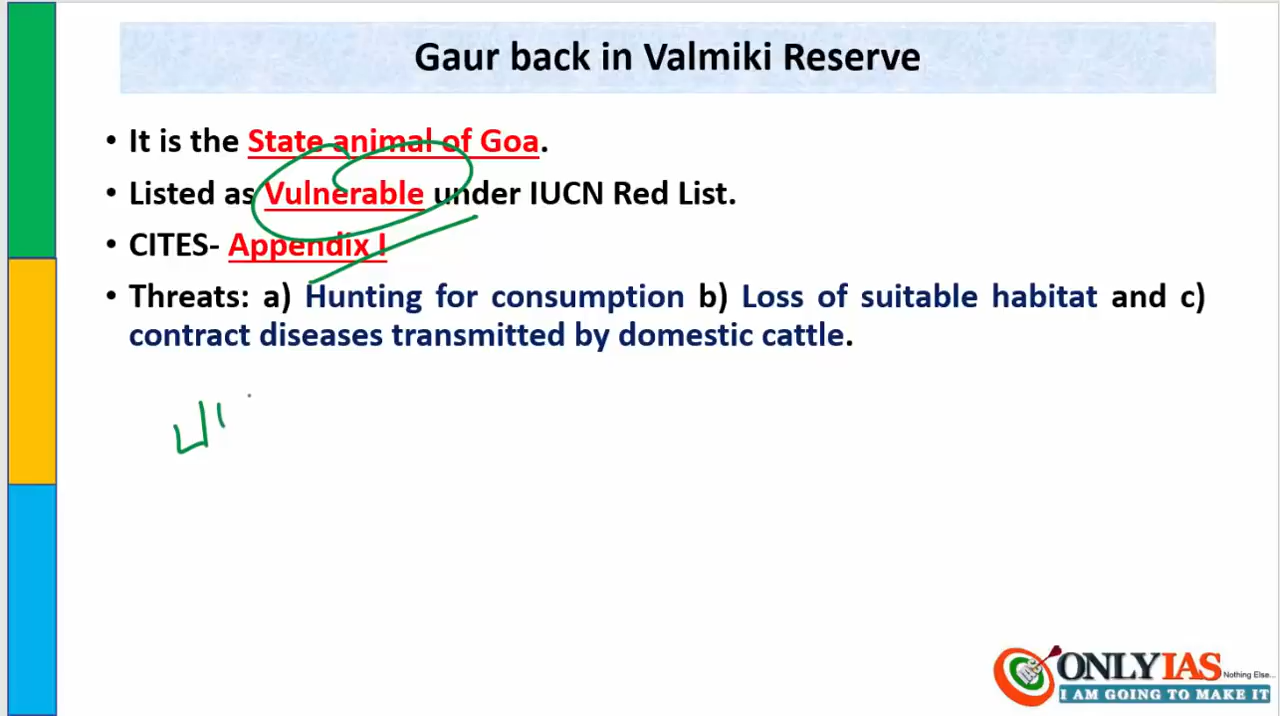 Gaur back in Valmiki Reserve
• It is the State animal of Goa.
• Listed as Vulnerable under IUCN Red List.
• CITES- Appendix I
• Threats: a) Hunting for consumption b) Loss of suitable habitat and c)
contract diseases transmitted by domestic cattle.
ONLYIAS
Nothing Else...
I AM GOING TO MAKE IT